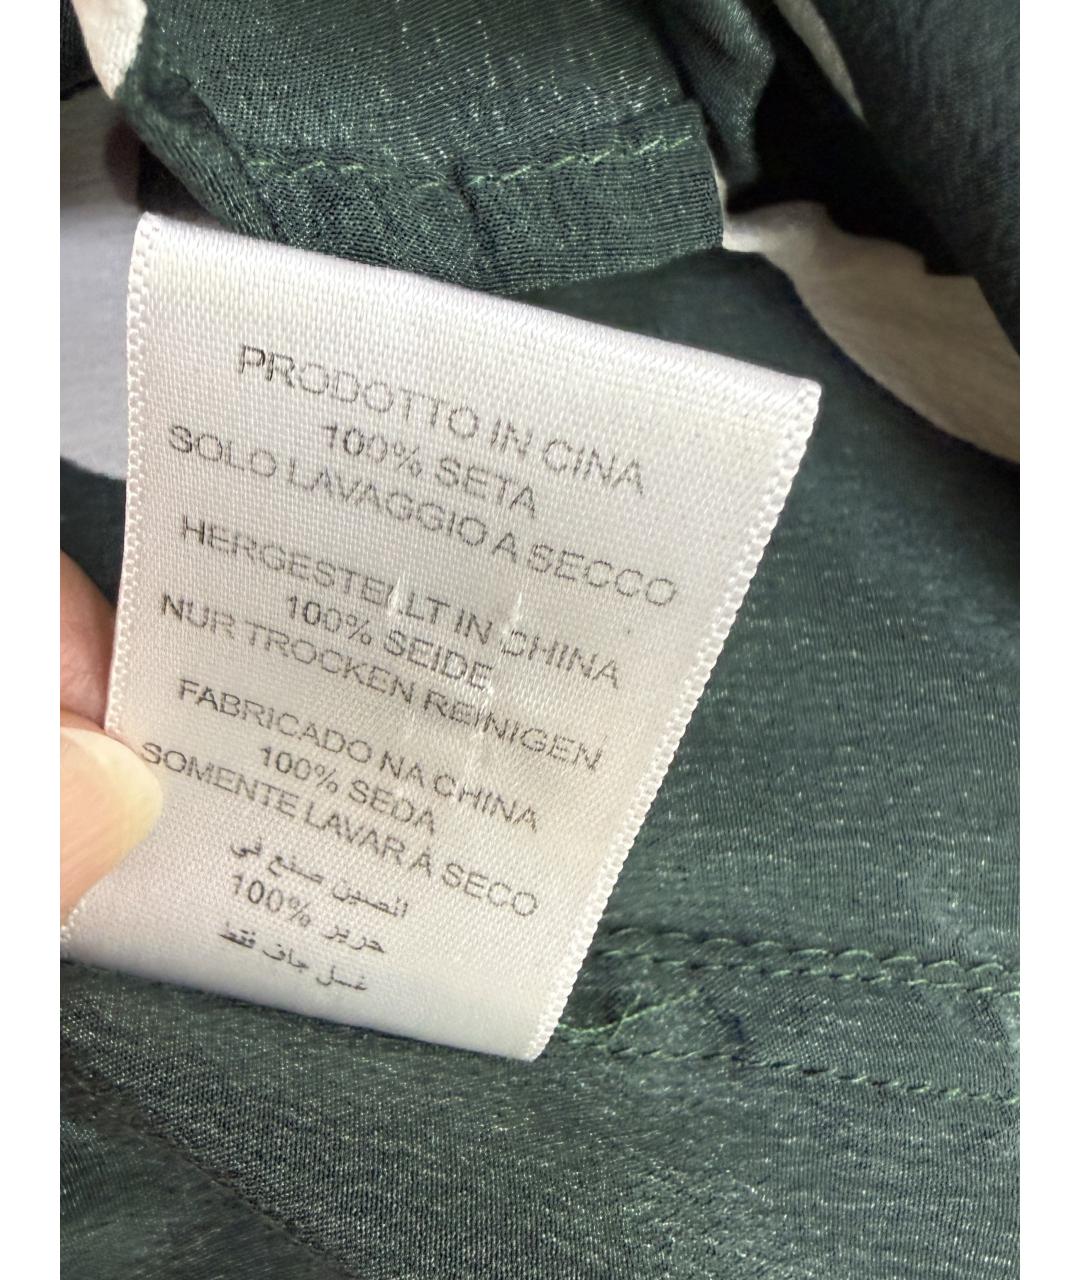 PRODOTTO IN CINA
100% SETA
SOLO LAVAGGIO A SECCO
HERGESTELLT IN CHINA
100% SEIDE
NUR TROCKEN REINIGEN
FABRICADO NA CHINA
100% SEDA
SOMENTE LAVAR A SECO
الصين صنع في
100% حرير
غسل جاف فقط